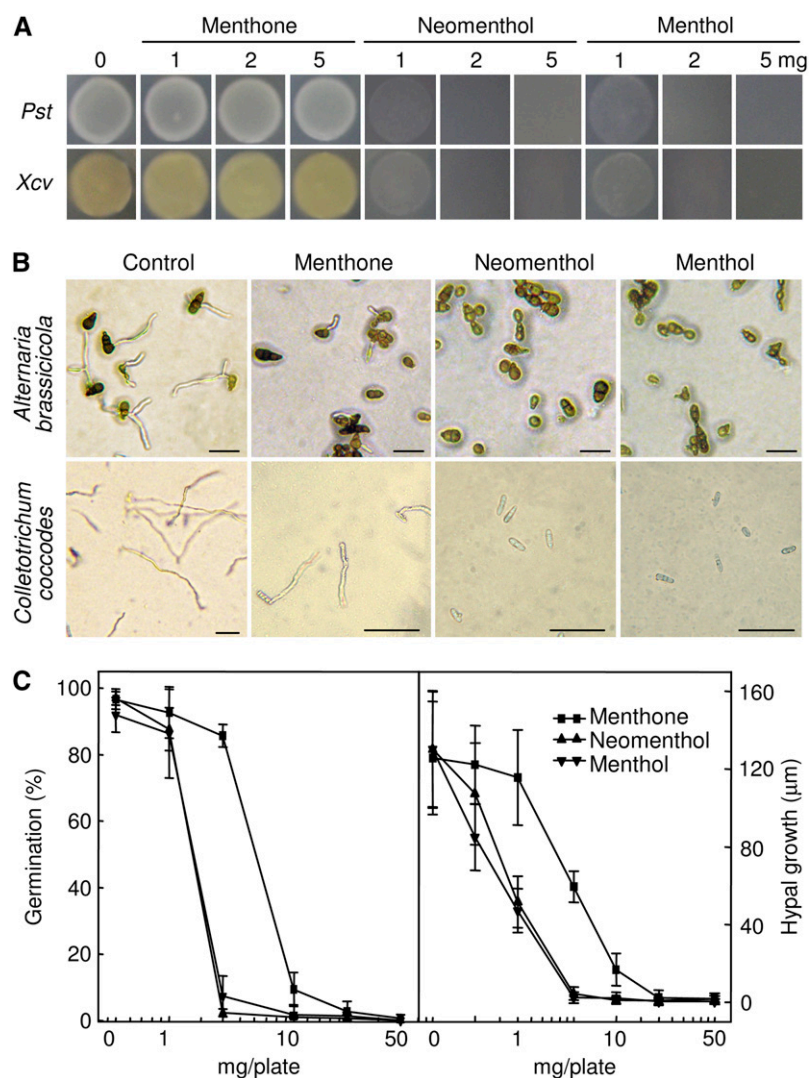 A
Menthone Neomenthol Menthol
0 1 2 5 1 2 5 1 2 5 mg
Pst
Xcv
B
Control Menthone Neomenthol Menthol
Alternaria
brassicicola
Colletotrichum
coccodes
C
100
80
60
40
20
0
Germination (%)
0 1 10 50
mg/plate
Menthone
Neomenthol
Menthol
160
120
80
40
0
Hypal growth (μm)
0 1 10 50
mg/plate